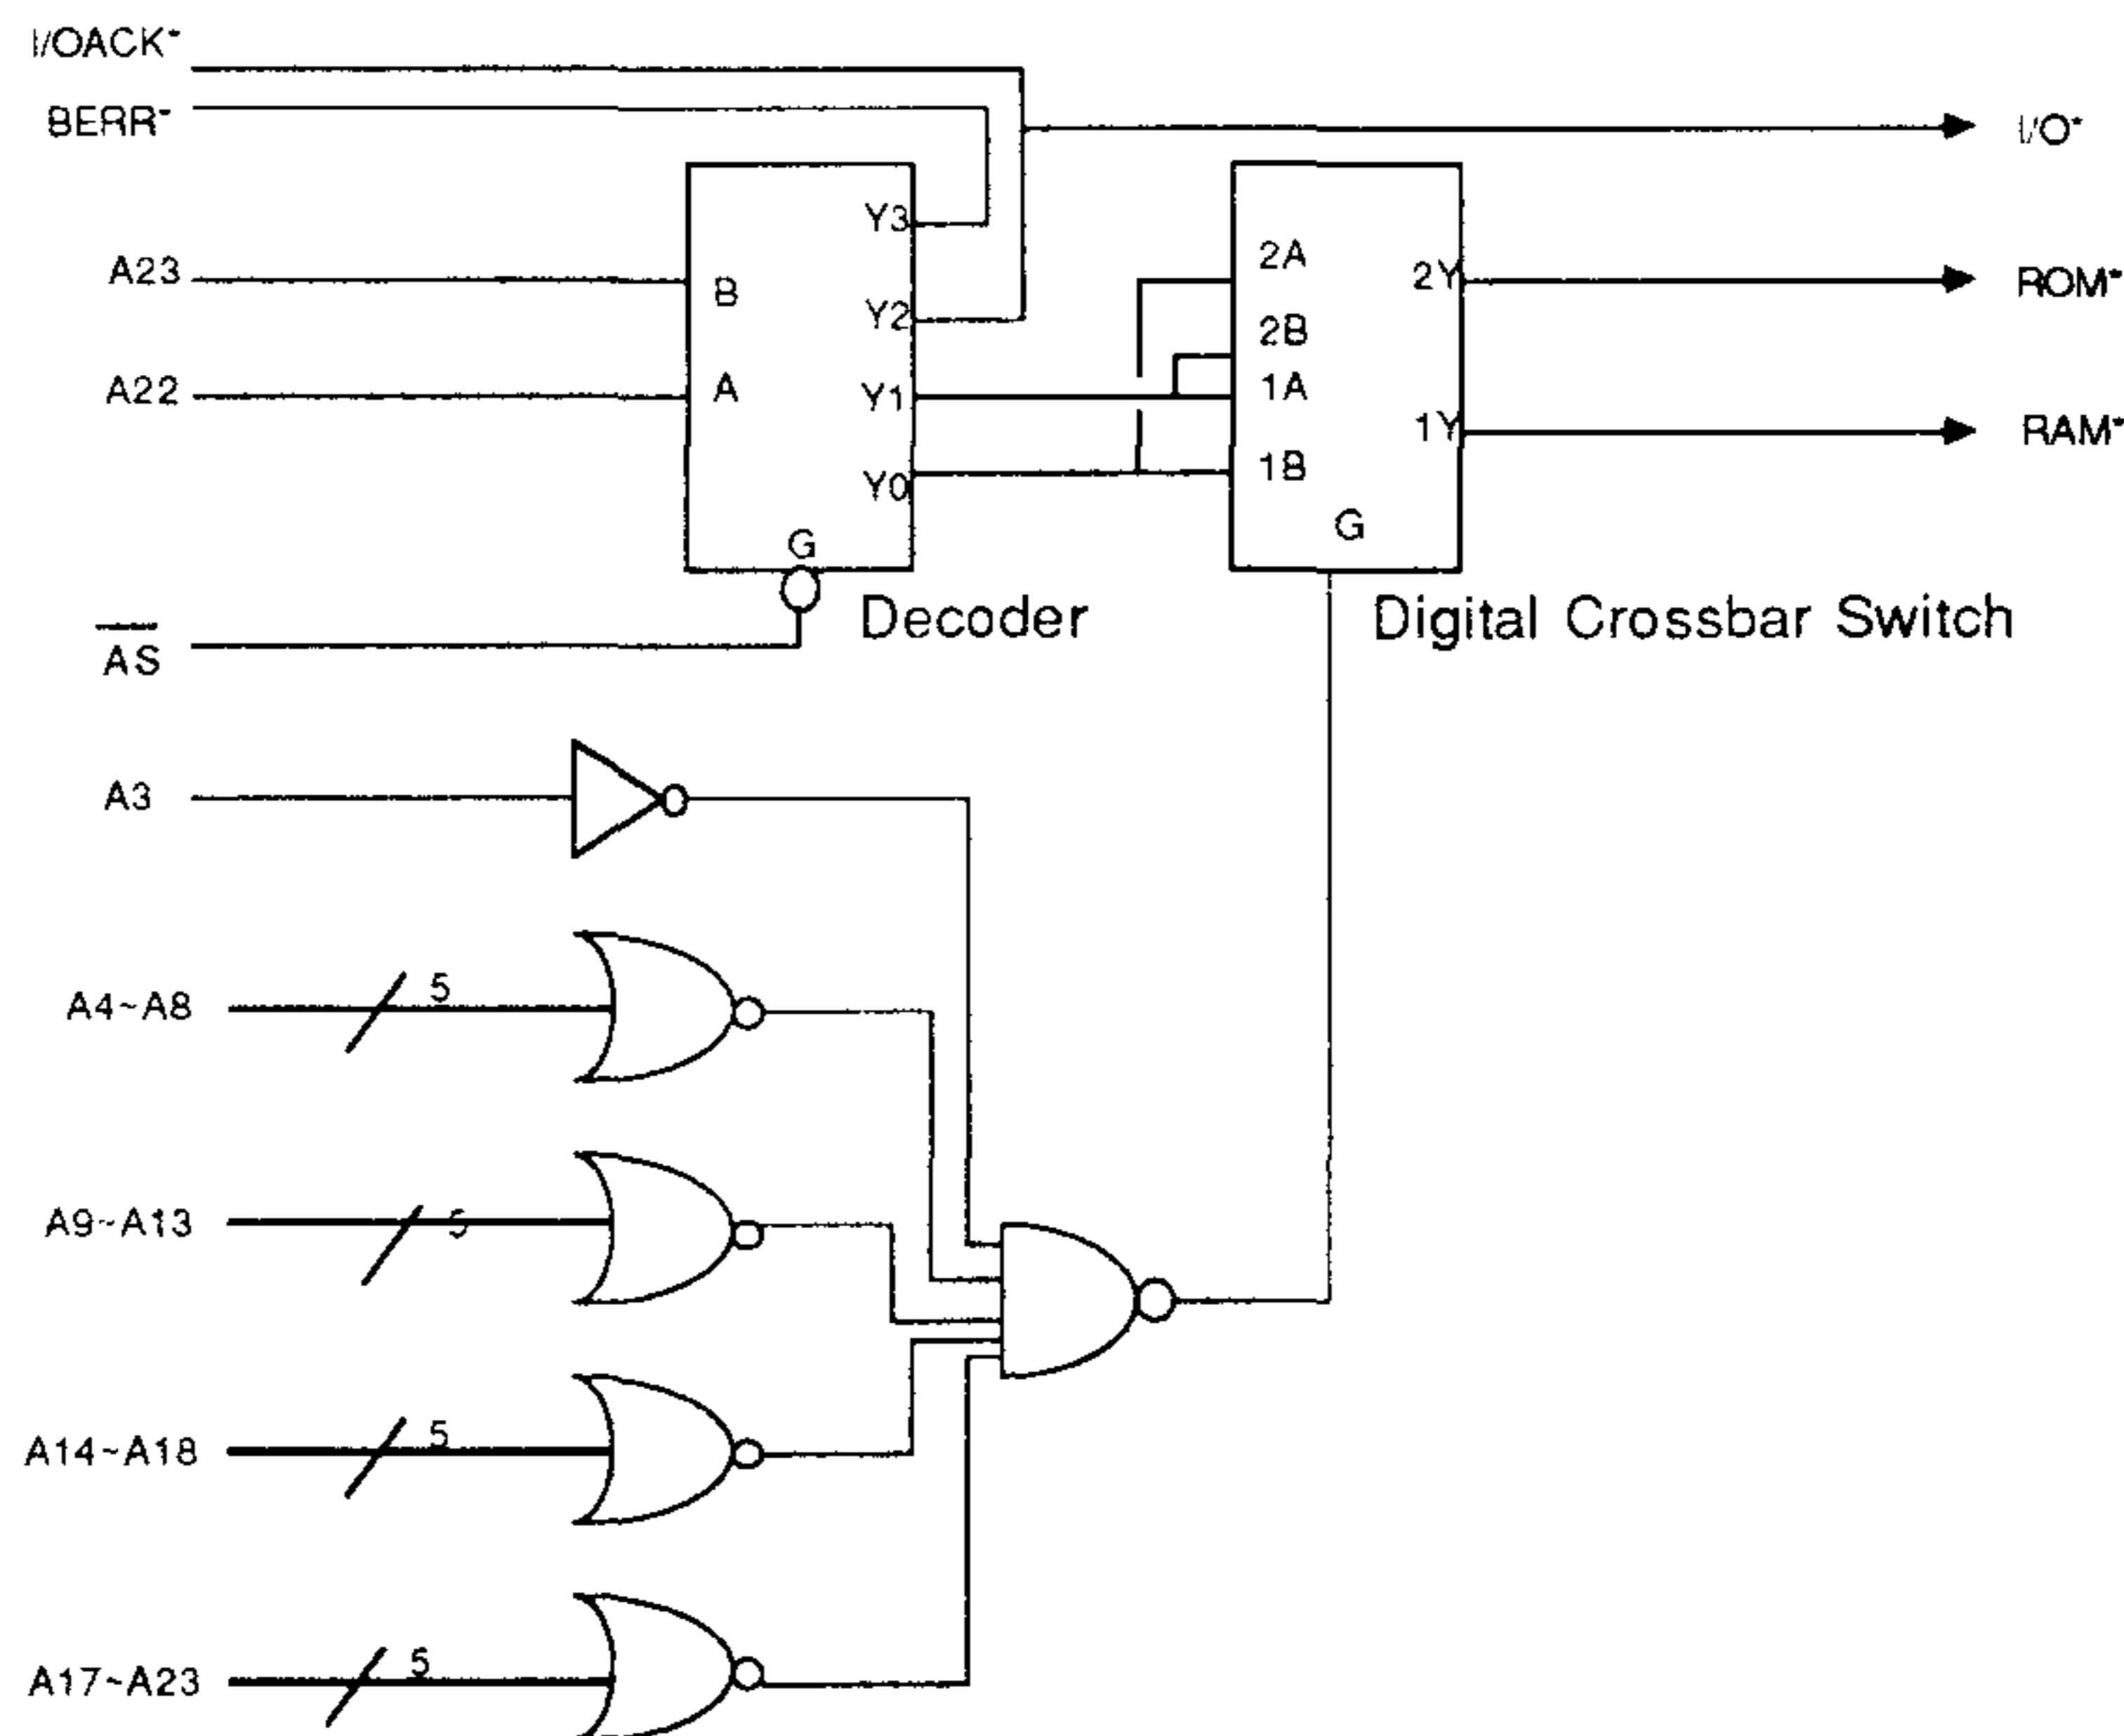 I/OACK*
BERR*
I/O*
A23
A22
B
A
Y3
Y2
Y1
Y0
G
2A
2B
1A
1B
2Y
1Y
G
ROM*
RAM*
AS
Decoder
Digital Crossbar Switch
A3
A4~A8
5
A9~A13
5
A14~A18
5
A17~A23
5